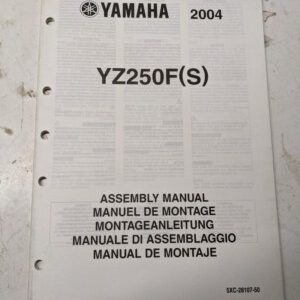 YAMAHA 2004
YZ250F(S)
ASSEMBLY MANUAL
MANUEL DE MONTAGE
MONTAGEANLEITUNG
MANUALE DI ASSEMBLAGGIO
MANUAL DE MONTAJE
5XC-28107-50